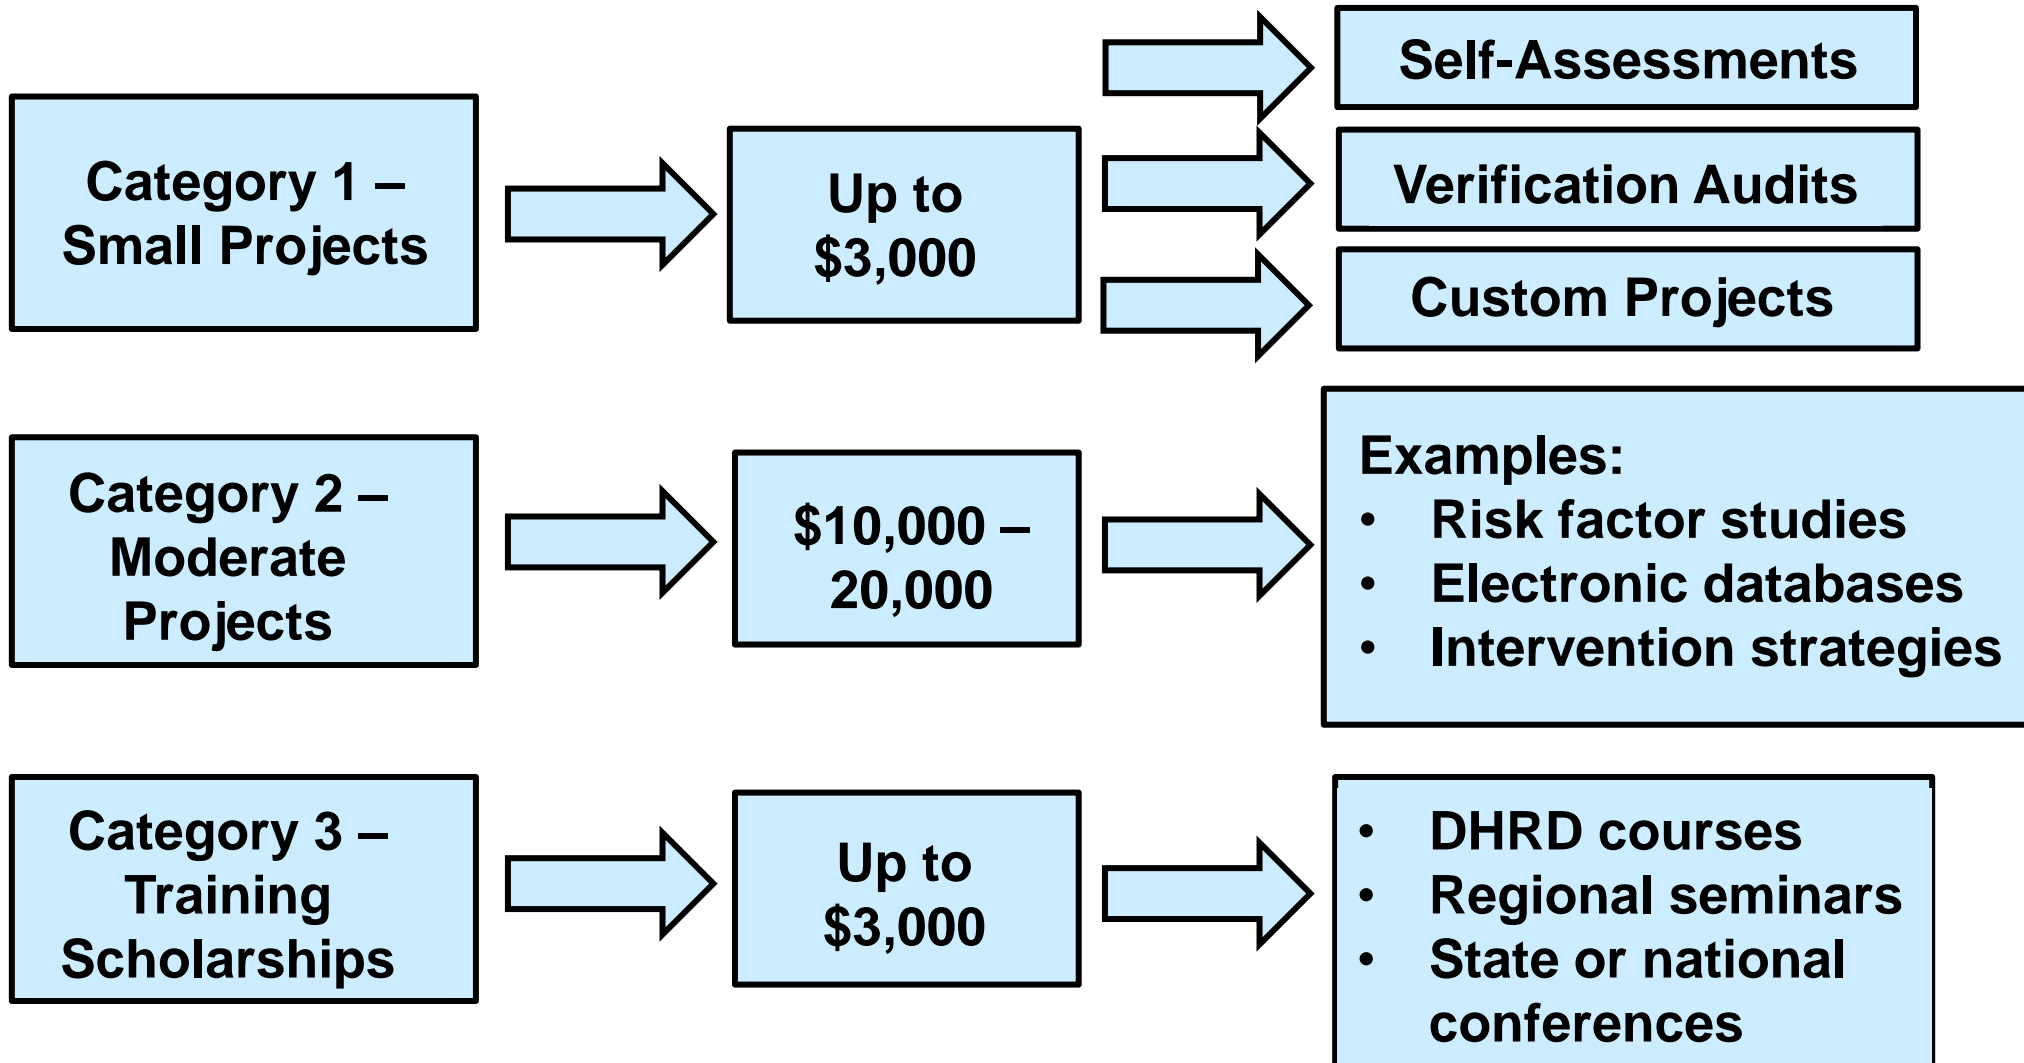 Category 1 –
Small Projects
Up to
$3,000
Self-Assessments
Verification Audits
Custom Projects
Category 2 –
Moderate
Projects
$10,000 –
20,000
Examples:
• Risk factor studies
• Electronic databases
• Intervention strategies
Category 3 –
Training
Scholarships
Up to
$3,000
• DHRD courses
• Regional seminars
• State or national
conferences